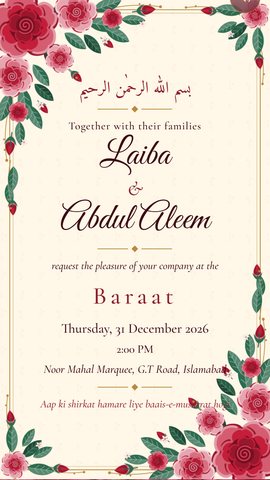 بسم الله الرحمن الرحيم
Together with their families
Laiba
&
Abdul Aleem
request the pleasure of your company at the
Baraat
Thursday, 31 December 2026
2:00 PM
Noor Mahal Marquee, G.T Road, Islamabad
Aap ki shirkat hamare liye baais-e-musarrat hogi